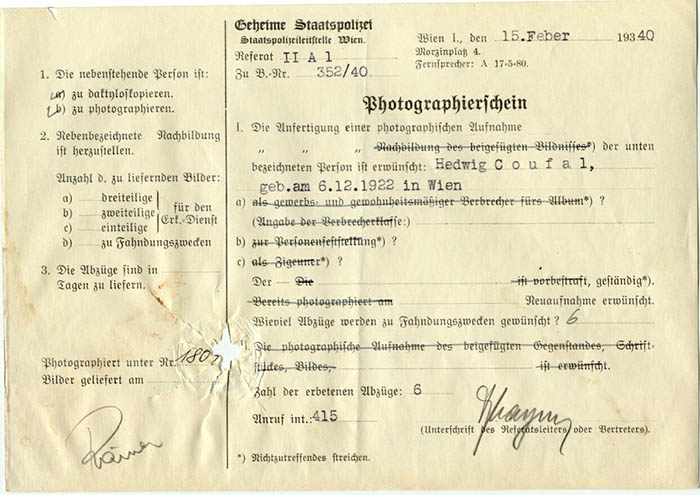 Geheime Staatspolizei
Staatspolizeileitstelle Wien.
Referat II A 1
Zu B.-Nr. 352/40
Wien I., den 15.Feber 1940
Morzinplatz 4.
Fernsprecher: A 17-5-80.
1. Die nebenstehende Person ist:
a) zu daktyloskopieren.
b) zu photographieren.
2. Nebenbezeichnete Nachbildung
ist herzustellen.
Anzahl d. zu liefernden Bilder:
a) dreiteilige
b) zweiteilige
c) einteilige
für den
Erk.-Dienst
d) zu Fahndungszwecken
3. Die Abzüge sind in
Tagen zu liefern.
Photographiert unter Nr.
Bilder geliefert am
Photographierschein
I. Die Anfertigung einer photographischen Aufnahme
„ „ „ Nachbildung des beigefügten Bildnisses*) der unten
bezeichneten Person ist erwünscht: Hedwig C o u f a l,
geb.am 6.12.1922 in Wien
a) als gewerbs- und gewohnheitsmäßiger Verbrecher fürs Album*) ?
(Angabe der Verbrecherklasse:)
b) zur Personenfeststellung*) ?
c) als Zigeuner*) ?
Der — Die ist vorbestraft, geständig*).
Bereits photographiert am Neuaufnahme erwünscht.
Wieviel Abzüge werden zu Fahndungszwecken gewünscht ? 6
II. Die photographische Aufnahme des beigefügten Gegenstandes, Schrift-
stückes, Bildes, ist erwünscht.
Zahl der erbetenen Abzüge: 6
Anruf int.: 415
(Unterschrift des Referatsleiters oder Vertreters).
*) Nichtzutreffendes streichen.